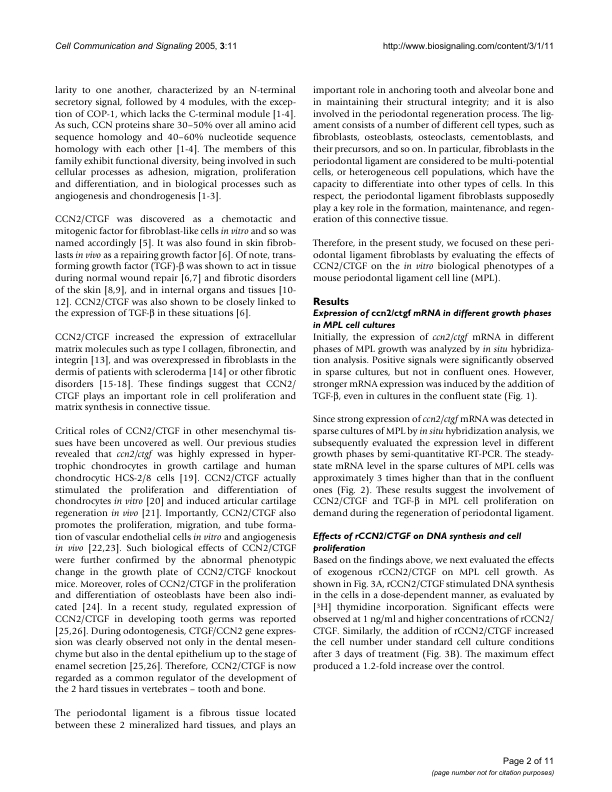 Cell Communication and Signaling 2005, 3:11
http://www.biosignaling.com/content/3/1/11
larity to one another, characterized by an N-terminal
secretory signal, followed by 4 modules, with the excep-
tion of COP-1, which lacks the C-terminal module [1-4].
As such, CCN proteins share 30–50% over all amino acid
sequence homology and 40–60% nucleotide sequence
homology with each other [1-4]. The members of this
family exhibit functional diversity, being involved in such
cellular processes as adhesion, migration, proliferation
and differentiation, and in biological processes such as
angiogenesis and chondrogenesis [1-3].
CCN2/CTGF was discovered as a chemotactic and
mitogenic factor for fibroblast-like cells in vitro and so was
named accordingly [5]. It was also found in skin fibrob-
lasts in vivo as a repairing growth factor [6]. Of note, trans-
forming growth factor (TGF)-β was shown to act in tissue
during normal wound repair [6,7] and fibrotic disorders
of the skin [8,9], and in internal organs and tissues [10-
12]. CCN2/CTGF was also shown to be closely linked to
the expression of TGF-β in these situations [6].
CCN2/CTGF increased the expression of extracellular
matrix molecules such as type I collagen, fibronectin, and
integrin [13], and was overexpressed in fibroblasts in the
dermis of patients with scleroderma [14] or other fibrotic
disorders [15-18]. These findings suggest that CCN2/
CTGF plays an important role in cell proliferation and
matrix synthesis in connective tissue.
Critical roles of CCN2/CTGF in other mesenchymal tis-
sues have been uncovered as well. Our previous studies
revealed that ccn2/ctgf was highly expressed in hyper-
trophic chondrocytes in growth cartilage and human
chondrocytic HCS-2/8 cells [19]. CCN2/CTGF actually
stimulated the proliferation and differentiation of
chondrocytes in vitro [20] and induced articular cartilage
regeneration in vivo [21]. Importantly, CCN2/CTGF also
promotes the proliferation, migration, and tube forma-
tion of vascular endothelial cells in vitro and angiogenesis
in vivo [22,23]. Such biological effects of CCN2/CTGF
were further confirmed by the abnormal phenotypic
change in the growth plate of CCN2/CTGF knockout
mice. Moreover, roles of CCN2/CTGF in the proliferation
and differentiation of osteoblasts have been also indi-
cated [24]. In a recent study, regulated expression of
CCN2/CTGF in developing tooth germs was reported
[25,26]. During odontogenesis, CTGF/CCN2 gene expres-
sion was clearly observed not only in the dental mesen-
chyme but also in the dental epithelium up to the stage of
enamel secretion [25,26]. Therefore, CCN2/CTGF is now
regarded as a common regulator of the development of
the 2 hard tissues in vertebrates – tooth and bone.
The periodontal ligament is a fibrous tissue located
between these 2 mineralized hard tissues, and plays an
important role in anchoring tooth and alveolar bone and
in maintaining their structural integrity; and it is also
involved in the periodontal regeneration process. The lig-
ament consists of a number of different cell types, such as
fibroblasts, osteoblasts, osteoclasts, cementoblasts, and
their precursors, and so on. In particular, fibroblasts in the
periodontal ligament are considered to be multi-potential
cells, or heterogeneous cell populations, which have the
capacity to differentiate into other types of cells. In this
respect, the periodontal ligament fibroblasts supposedly
play a key role in the formation, maintenance, and regen-
eration of this connective tissue.
Therefore, in the present study, we focused on these peri-
odontal ligament fibroblasts by evaluating the effects of
CCN2/CTGF on the in vitro biological phenotypes of a
mouse periodontal ligament cell line (MPL).
Results
Expression of ccn2/ctgf mRNA in different growth phases
in MPL cell cultures
Initially, the expression of ccn2/ctgf mRNA in different
phases of MPL growth was analyzed by in situ hybridiza-
tion analysis. Positive signals were significantly observed
in sparse cultures, but not in confluent ones. However,
stronger mRNA expression was induced by the addition of
TGF-β, even in cultures in the confluent state (Fig. 1).
Since strong expression of ccn2/ctgf mRNA was detected in
sparse cultures of MPL by in situ hybridization analysis, we
subsequently evaluated the expression level in different
growth phases by semi-quantitative RT-PCR. The steady-
state mRNA level in the sparse cultures of MPL cells was
approximately 3 times higher than that in the confluent
ones (Fig. 2). These results suggest the involvement of
CCN2/CTGF and TGF-β in MPL cell proliferation on
demand during the regeneration of periodontal ligament.
Effects of rCCN2/CTGF on DNA synthesis and cell
proliferation
Based on the findings above, we next evaluated the effects
of exogenous rCCN2/CTGF on MPL cell growth. As
shown in Fig. 3A, rCCN2/CTGF stimulated DNA synthesis
in the cells in a dose-dependent manner, as evaluated by
[³H] thymidine incorporation. Significant effects were
observed at 1 ng/ml and higher concentrations of rCCN2/
CTGF. Similarly, the addition of rCCN2/CTGF increased
the cell number under standard cell culture conditions
after 3 days of treatment (Fig. 3B). The maximum effect
produced a 1.2-fold increase over the control.
Page 2 of 11
(page number not for citation purposes)